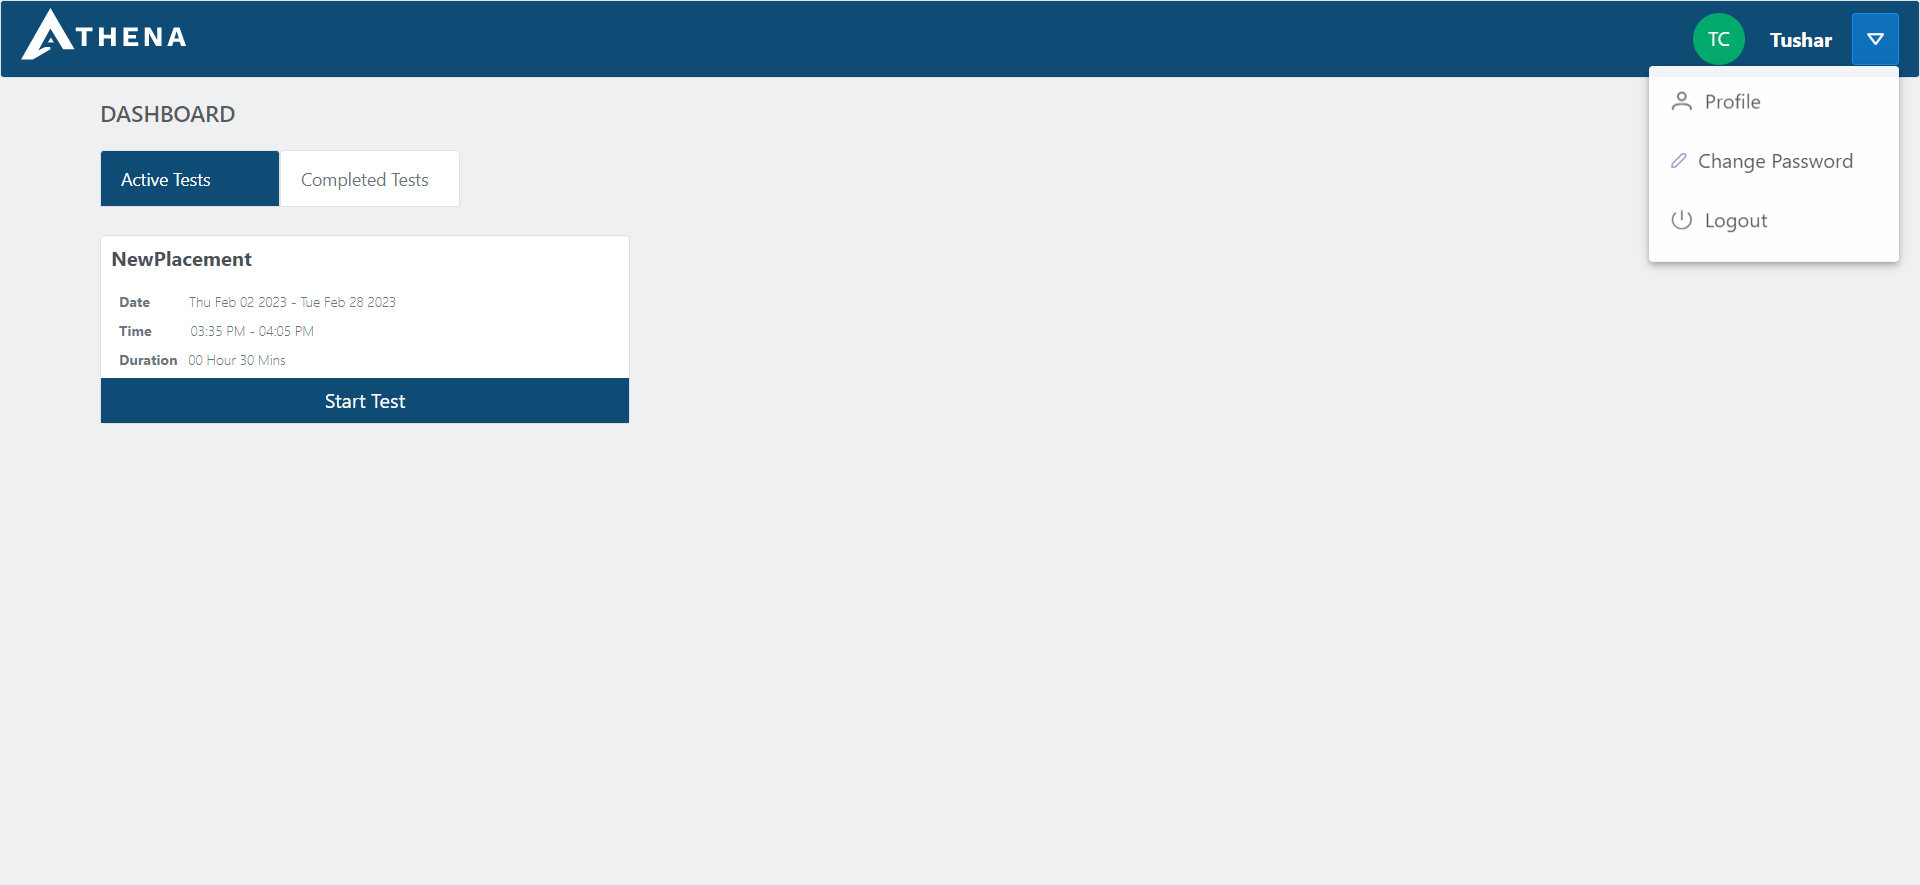 ATHENA
TC
Tushar
Profile
Change Password
Logout
DASHBOARD
Active Tests
Completed Tests
NewPlacement
Date Thu Feb 02 2023 - Tue Feb 28 2023
Time 03:35 PM - 04:05 PM
Duration 00 Hour 30 Mins
Start Test